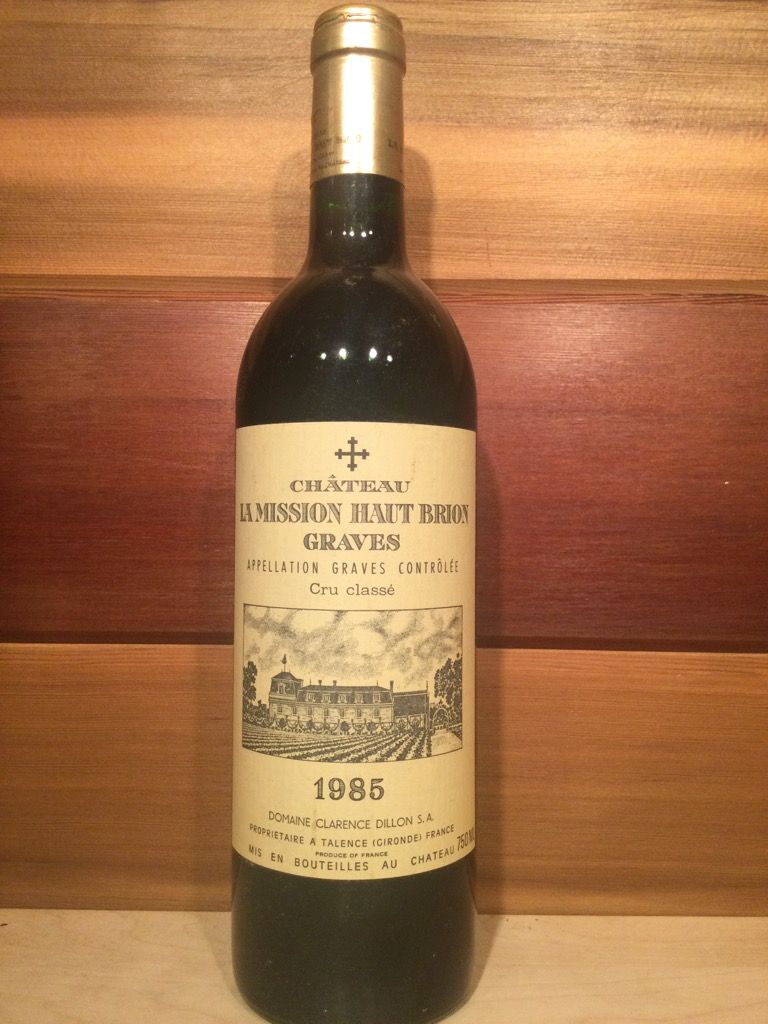 CHÂTEAU
LA MISSION HAUT BRION
GRAVES
APPELLATION GRAVES CONTRÔLÉE
Cru classé
1985
DOMAINE CLARENCE DILLON S.A.
PROPRIETAIRE A TALENCE (GIRONDE) FRANCE
PRODUCE OF FRANCE
MIS EN BOUTEILLES AU CHATEAU 750 ML